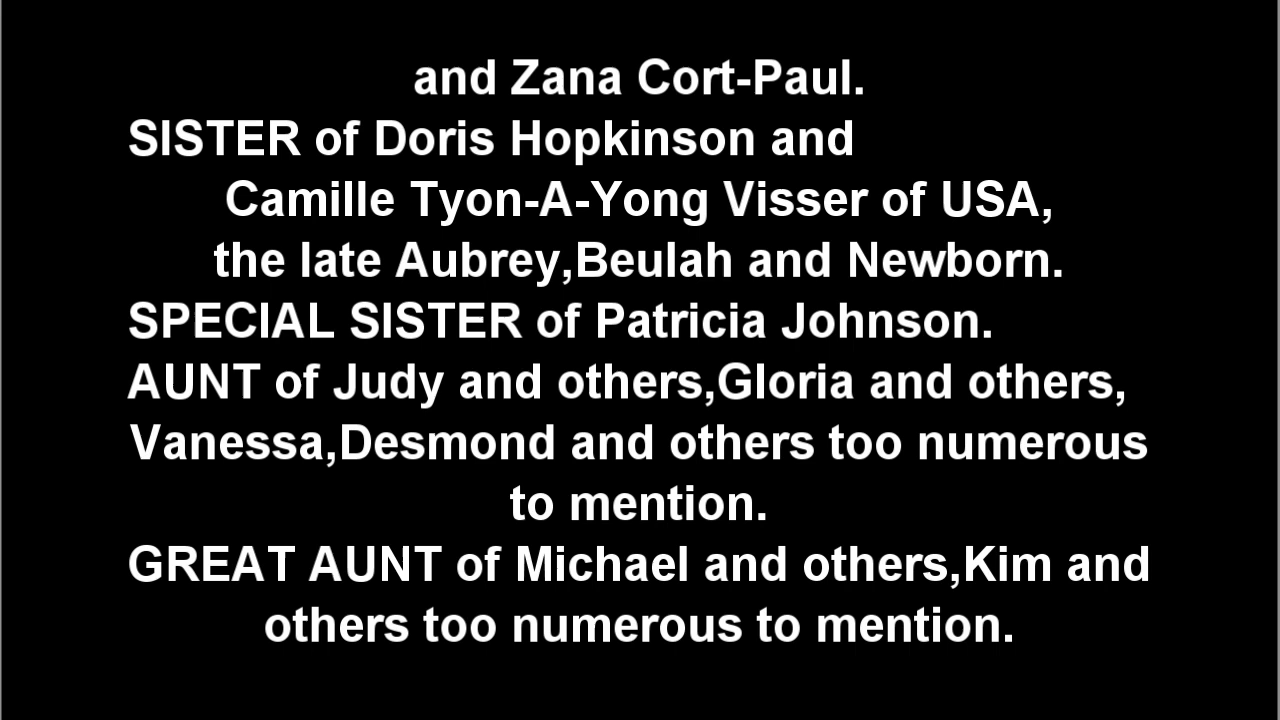 and Zana Cort-Paul.
SISTER of Doris Hopkinson and
Camille Tyon-A-Yong Visser of USA,
the late Aubrey,Beulah and Newborn.
SPECIAL SISTER of Patricia Johnson.
AUNT of Judy and others,Gloria and others,
Vanessa,Desmond and others too numerous
to mention.
GREAT AUNT of Michael and others,Kim and
others too numerous to mention.